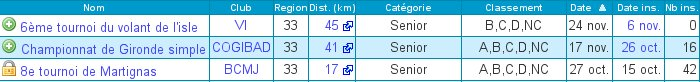 Nom Club Region Dist. (km) Catégorie Classement Date ▲ Date ins. Nb ins.
6ème tournoi du volant de l'isle VI 33 45 Senior B,C,D,NC 24 nov. 6 nov. 0
Championnat de Gironde simple COGIBAD 33 41 Senior A,B,C,D,NC 17 nov. 26 oct. 16
8e tournoi de Martignas BCMJ 33 17 Senior A,B,C,D,NC 27 oct. 15 oct. 42